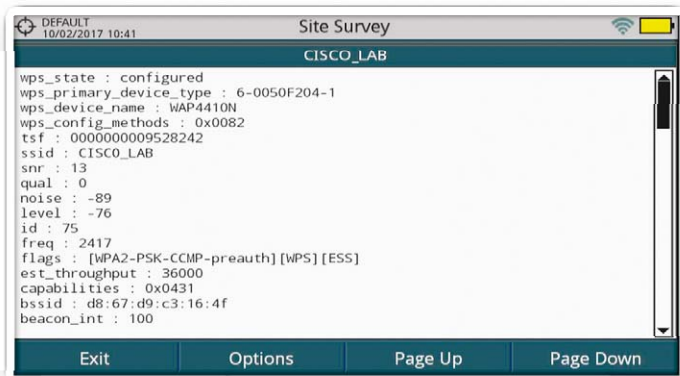 DEFAULT
10/02/2017 10:41
Site Survey
CISCO_LAB
wps_state : configured
wps_primary_device_type : 6-0050F204-1
wps_device_name : WAP4410N
wps_config_methods : 0x0082
tsf : 0000000009528242
ssid : CISCO_LAB
snr : 13
qual : 0
noise : -89
level : -76
id : 75
freq : 2417
flags : [WPA2-PSK-CCMP-preauth][WPS][ESS]
est_throughput : 36000
capabilities : 0x0431
bssid : d8:67:d9:c3:16:4f
beacon_int : 100
Exit
Options
Page Up
Page Down